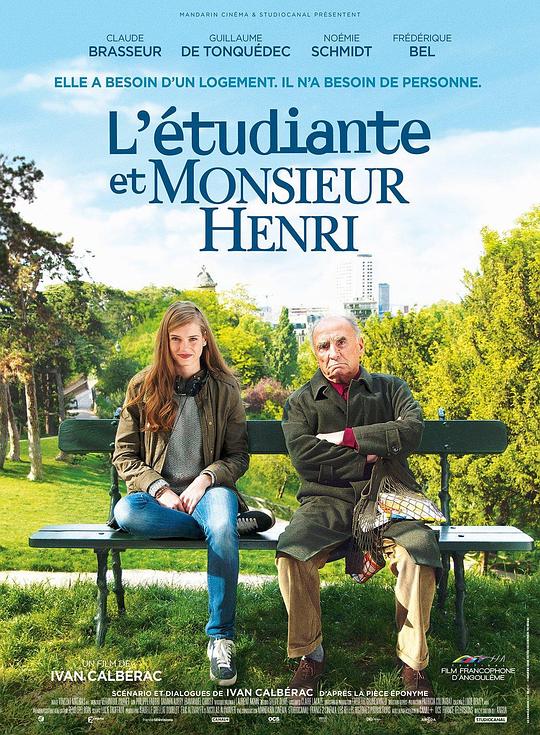 MANDARIN CINÉMA & STUDIOCANAL PRÉSENTENT
CLAUDE BRASSEUR
GUILLAUME DE TONQUÉDEC
NOÉMIE SCHMIDT
FRÉDÉRIQUE BEL
ELLE A BESOIN D'UN LOGEMENT. IL N'A BESOIN DE PERSONNE.
L'étudiante
et MONSIEUR
HENRI
UN FILM DE
IVAN CALBÉRAC
FILM FRANCOPHONE
D'ANGOULÊME
SCÉNARIO ET DIALOGUES DE IVAN CALBÉRAC D'APRÈS LA PIÈCE ÉPONYME
CANAL+
OCS
STUDIOCANAL